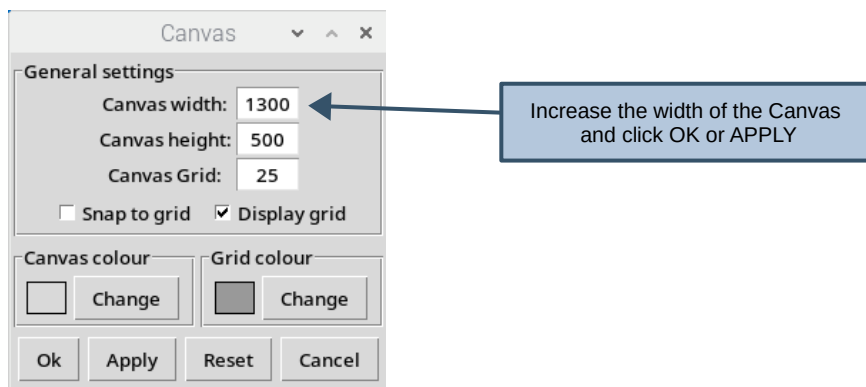 Canvas
General settings
Canvas width: 1300
Canvas height: 500
Canvas Grid: 25
Snap to grid Display grid
Canvas colour Grid colour
Change Change
Ok Apply Reset Cancel
Increase the width of the Canvas
and click OK or APPLY